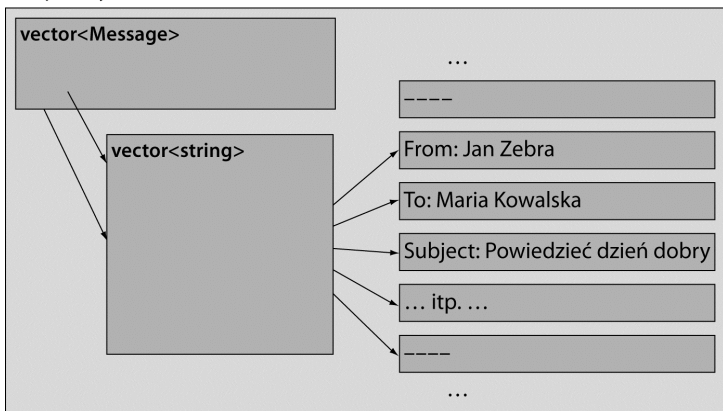 vector<Message>
...
----
vector<string>
From: Jan Zebra
To: Maria Kowalska
Subject: Powiedzieć dzień dobry
... itp. ...
----
...